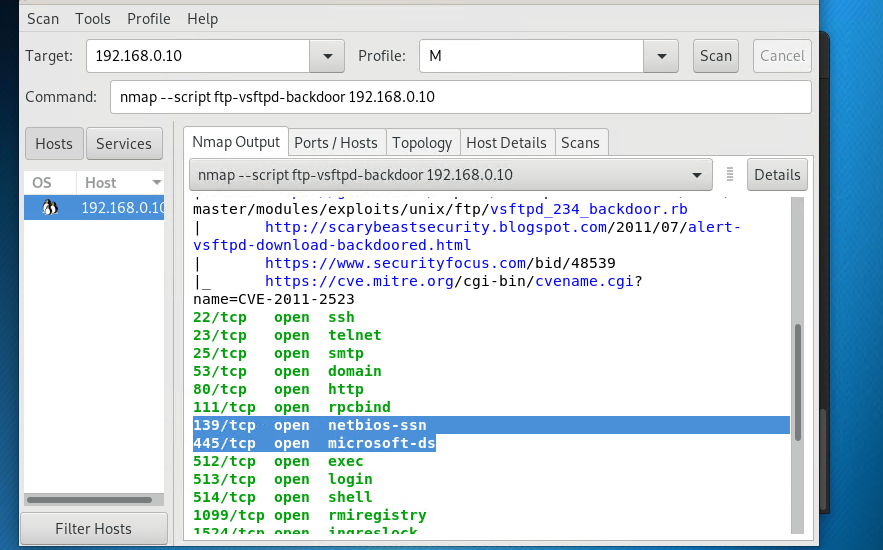 Scan Tools Profile Help
Target: 192.168.0.10 Profile: M Scan Cancel
Command: nmap --script ftp-vsftpd-backdoor 192.168.0.10
Hosts Services
OS Host
192.168.0.10
Filter Hosts
Nmap Output Ports / Hosts Topology Host Details Scans
nmap --script ftp-vsftpd-backdoor 192.168.0.10 Details
master/modules/exploits/unix/ftp/vsftpd_234_backdoor.rb
| http://scarybeastsecurity.blogspot.com/2011/07/alert-
vsftpd-download-backdoored.html
| https://www.securityfocus.com/bid/48539
|_ https://cve.mitre.org/cgi-bin/cvename.cgi?
name=CVE-2011-2523
22/tcp open ssh
23/tcp open telnet
25/tcp open smtp
53/tcp open domain
80/tcp open http
111/tcp open rpcbind
139/tcp open netbios-ssn
445/tcp open microsoft-ds
512/tcp open exec
513/tcp open login
514/tcp open shell
1099/tcp open rmiregistry
1524/tcp open ingreslock